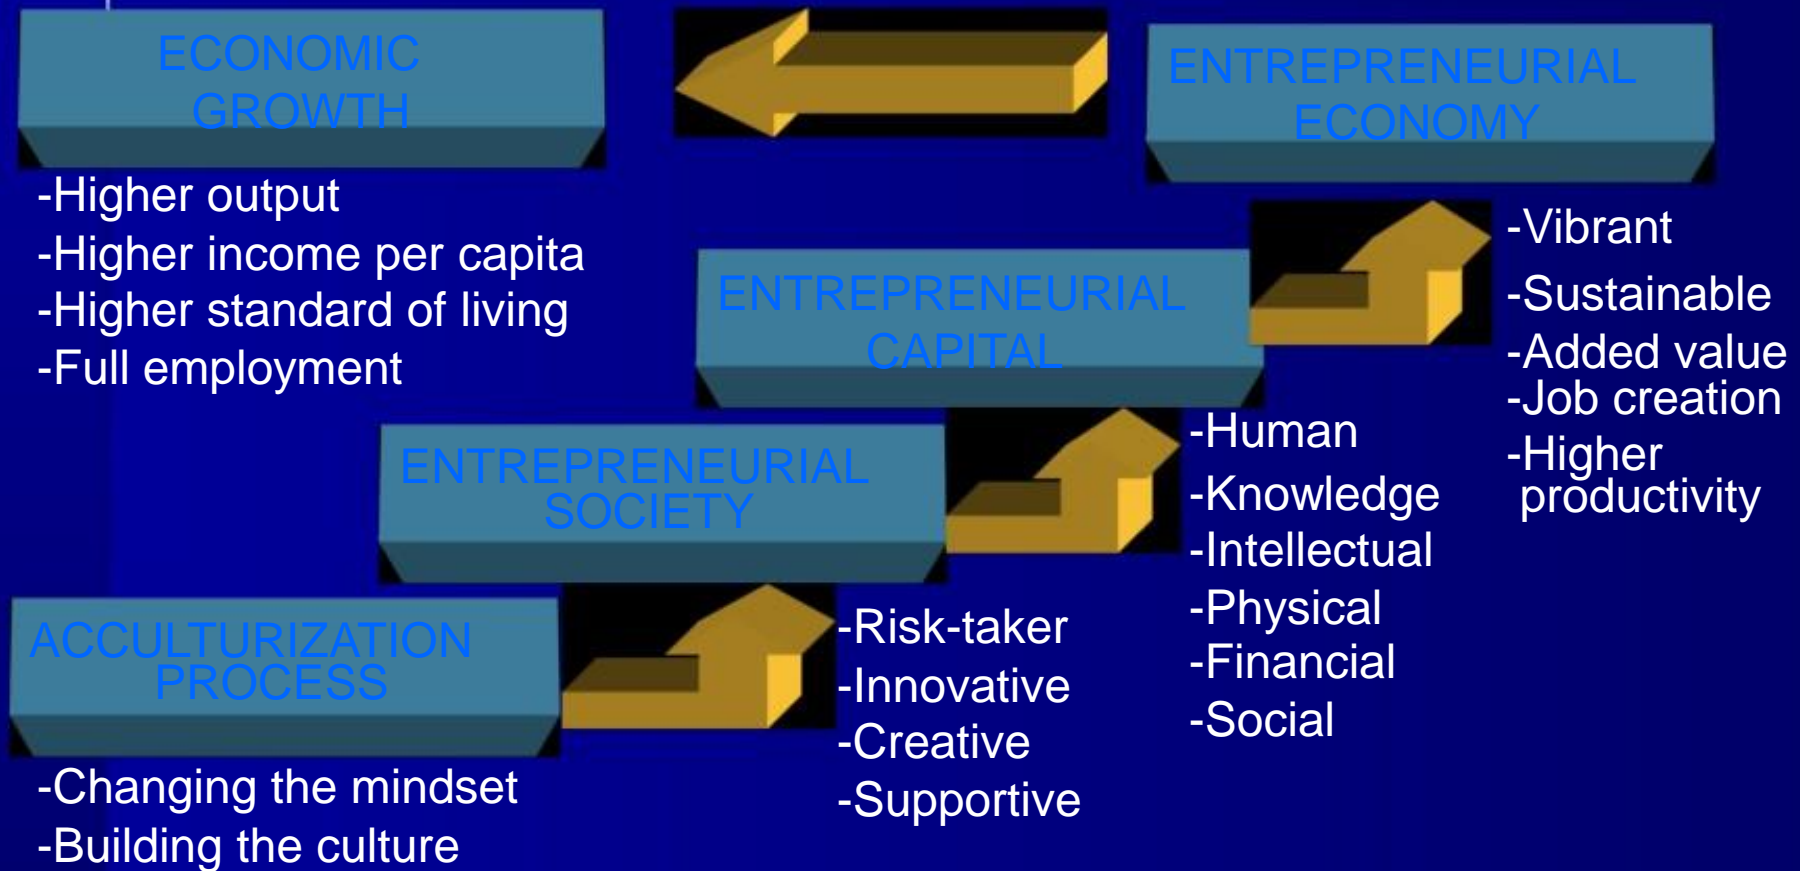 ECONOMIC
GROWTH
-Higher output
-Higher income per capita
-Higher standard of living
-Full employment
ENTREPRENEURIAL
ECONOMY
-Vibrant
-Sustainable
-Added value
-Job creation
-Higher
productivity
ENTREPRENEURIAL
CAPITAL
-Human
-Knowledge
-Intellectual
-Physical
-Financial
-Social
ENTREPRENEURIAL
SOCIETY
-Risk-taker
-Innovative
-Creative
-Supportive
ACCULTURIZATION
PROCESS
-Changing the mindset
-Building the culture